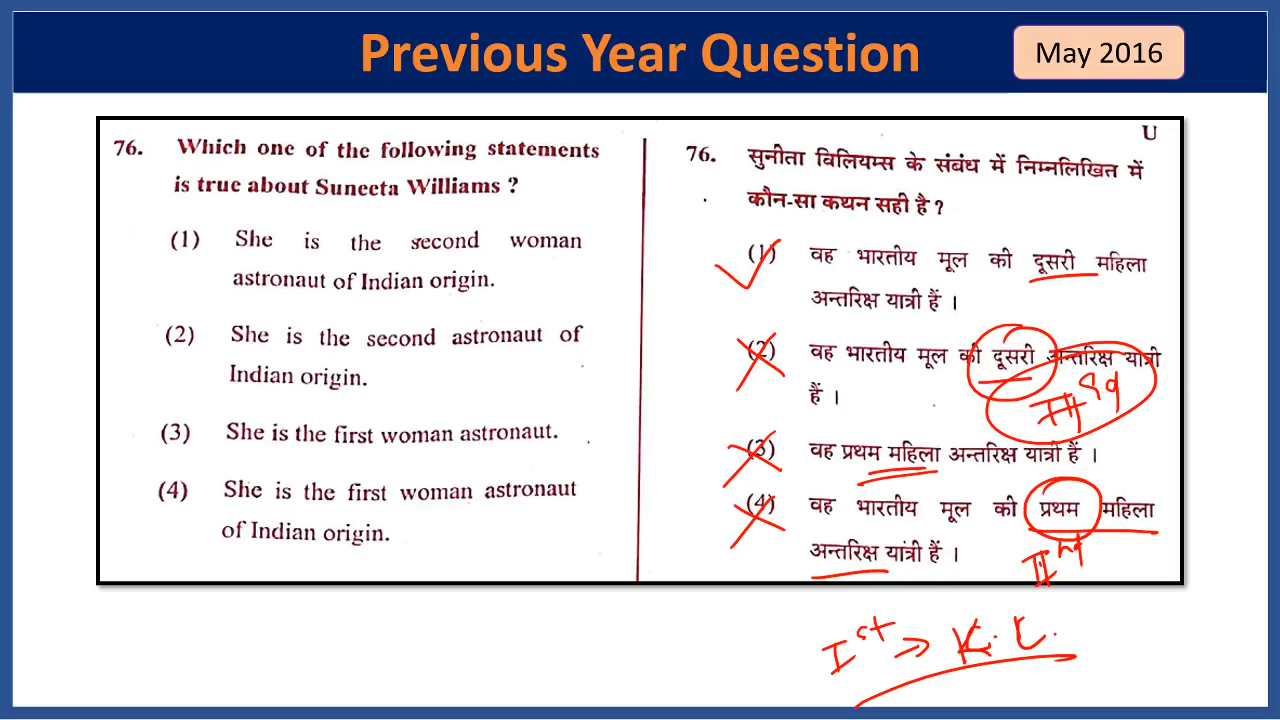 Previous Year Question
May 2016
U
76. Which one of the following statements
is true about Suneeta Williams ?
(1) She is the second woman
astronaut of Indian origin.
(2) She is the second astronaut of
Indian origin.
(3) She is the first woman astronaut.
(4) She is the first woman astronaut
of Indian origin.
76. सुनीता विलियम्स के संबंध में निम्नलिखित में
कौन-सा कथन सही है ?
(1) वह भारतीय मूल की दूसरी महिला
अन्तरिक्ष यात्री हैं ।
(2) वह भारतीय मूल की दूसरी अन्तरिक्ष यात्री
हैं ।
(3) वह प्रथम महिला अन्तरिक्ष यात्री हैं ।
(4) वह भारतीय मूल की प्रथम महिला
अन्तरिक्ष यात्री हैं ।
II nd
I st → K. C.